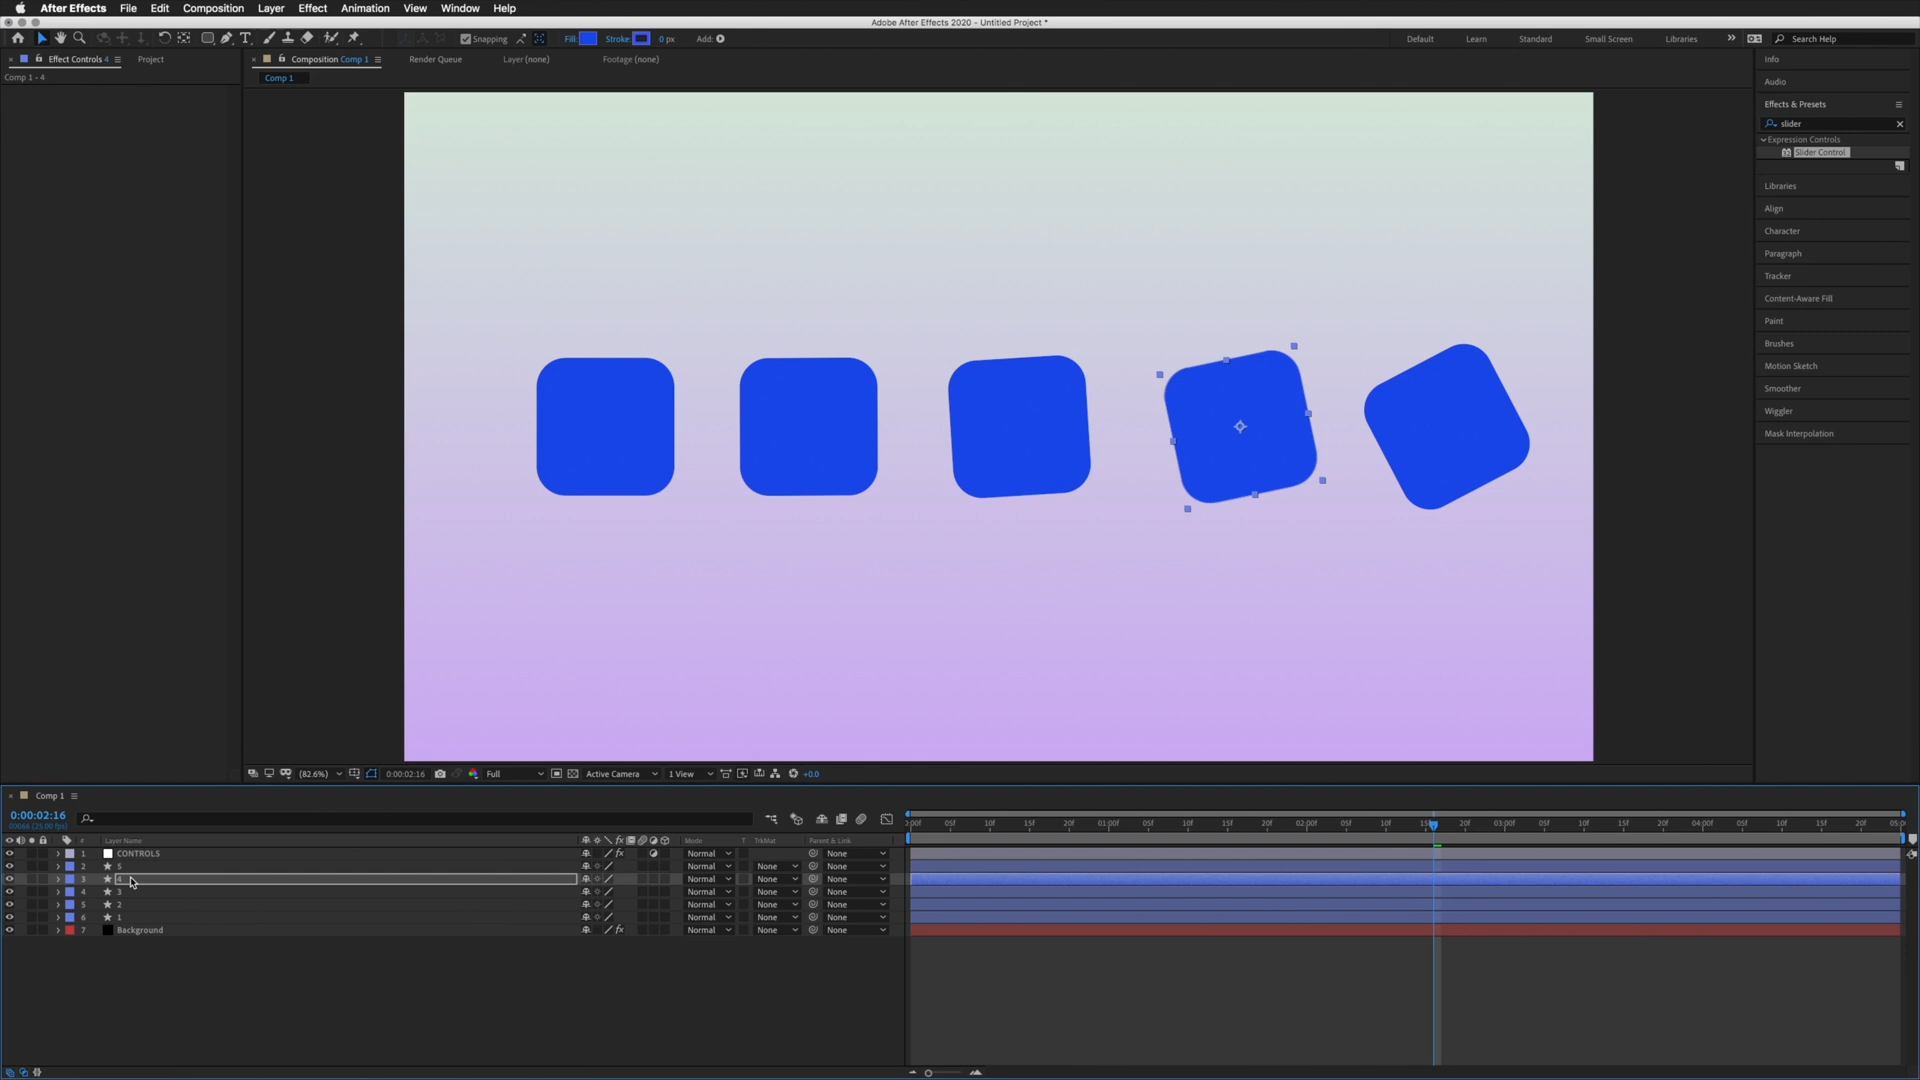 After Effects File Edit Composition Layer Effect Animation View Window Help
Adobe After Effects 2020 - Untitled Project *
Snapping Fill: Stroke: 0 px Add: Default Learn Standard Small Screen Libraries Search Help
Effect Controls 4 Project Composition Comp 1 Render Queue Layer (none) Footage (none) Info
Comp 1 - 4 Comp 1
Audio
Effects & Presets
slider
Expression Controls
Slider Control
Libraries
Align
Character
Paragraph
Tracker
Content-Aware Fill
Paint
Brushes
Motion Sketch
Smoother
Wiggler
Mask Interpolation
(82.6%) 0:00:02:16 Full Active Camera 1 View +0.0
Comp 1
0:00:02:16
00066 (25.00 fps)
:00f 05f 10f 15f 20f 01:00f 05f 10f 15f 20f 02:00f 05f 10f 15f 20f 03:00f 05f 10f 15f 20f 04:00f 05f 10f 15f 20f 05:0
# Layer Name Mode T TrkMat Parent & Link
1 CONTROLS Normal None
2 5 Normal None None
3 4 Normal None None
4 3 Normal None None
5 2 Normal None None
6 1 Normal None None
7 Background Normal None None